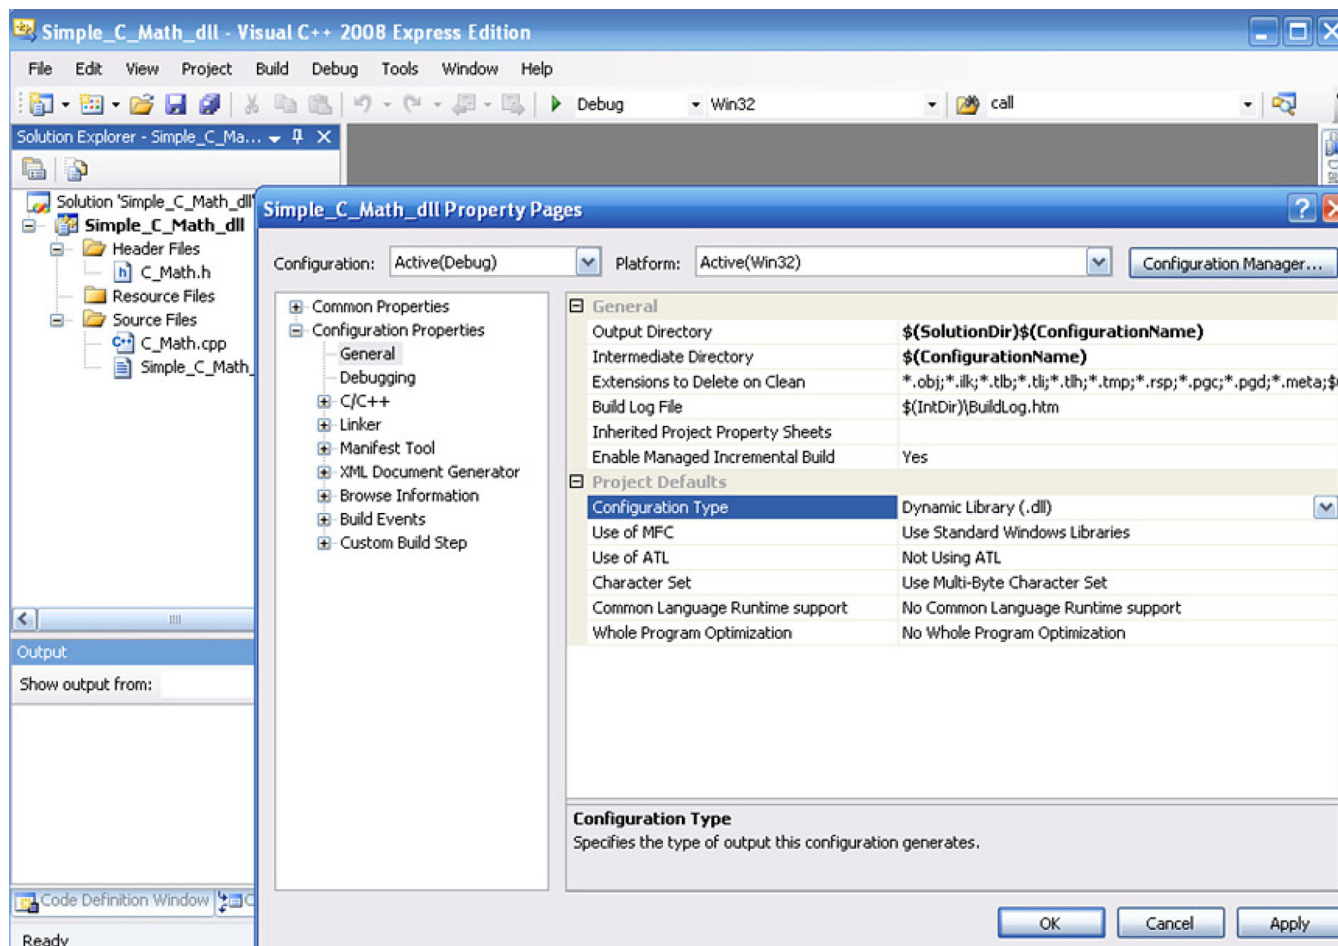 Simple_C_Math_dll - Visual C++ 2008 Express Edition
File Edit View Project Build Debug Tools Window Help
Debug Win32 call
Solution Explorer - Simple_C_Ma...
Solution 'Simple_C_Math_dll'
Simple_C_Math_dll
Header Files
C_Math.h
Resource Files
Source Files
C_Math.cpp
Simple_C_Math_
Output
Show output from:
Code Definition Window
Ready
Simple_C_Math_dll Property Pages
Configuration: Active(Debug) Platform: Active(Win32) Configuration Manager...
Common Properties
Configuration Properties
General
Debugging
C/C++
Linker
Manifest Tool
XML Document Generator
Browse Information
Build Events
Custom Build Step
General
Output Directory $(SolutionDir)$(ConfigurationName)
Intermediate Directory $(ConfigurationName)
Extensions to Delete on Clean *.obj;*.ilk;*.tlb;*.tli;*.tlh;*.tmp;*.rsp;*.pgc;*.pgd;*.meta;$(
Build Log File $(IntDir)\BuildLog.htm
Inherited Project Property Sheets
Enable Managed Incremental Build Yes
Project Defaults
Configuration Type Dynamic Library (.dll)
Use of MFC Use Standard Windows Libraries
Use of ATL Not Using ATL
Character Set Use Multi-Byte Character Set
Common Language Runtime support No Common Language Runtime support
Whole Program Optimization No Whole Program Optimization
Configuration Type
Specifies the type of output this configuration generates.
OK Cancel Apply